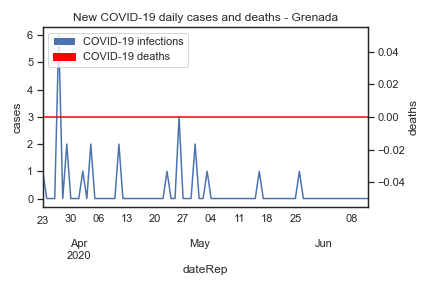 New COVID-19 daily cases and deaths - Grenada
COVID-19 infections
COVID-19 deaths
6
5
4
3
2
1
0
cases
0.04
0.02
0.00
−0.02
−0.04
deaths
23 30 06 13 20 27 04 11 18 25 08
Apr May Jun
2020
dateRep